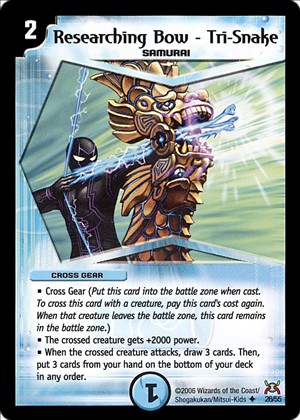 2
Researching Bow - Tri-Snake
SAMURAI
CROSS GEAR
▪ Cross Gear (Put this card into the battle zone when cast.
To cross this card with a creature, pay this card's cost again.
When that creature leaves the battle zone, this card remains
in the battle zone.)
▪ The crossed creature gets +2000 power.
▪ When the crossed creature attacks, draw 3 cards. Then,
put 3 cards from your hand on the bottom of your deck
in any order.
1
©2006 Wizards of the Coast/
Shogakukan/Mitsui-Kids ♦ 26/55